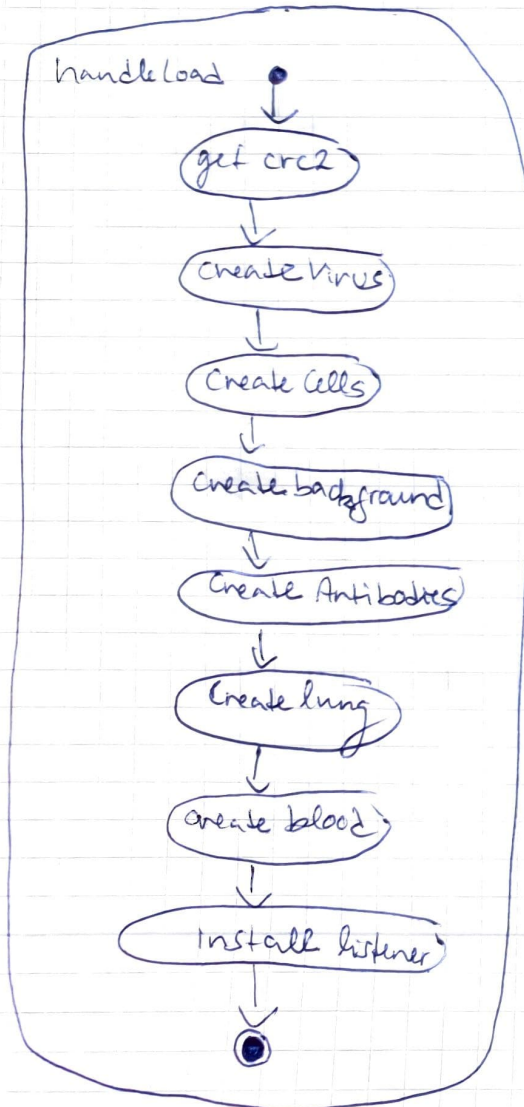 handleLoad
get crc2
create Virus
Create Cells
Create background
Create Antibodies
Create lung
create blood
install listener